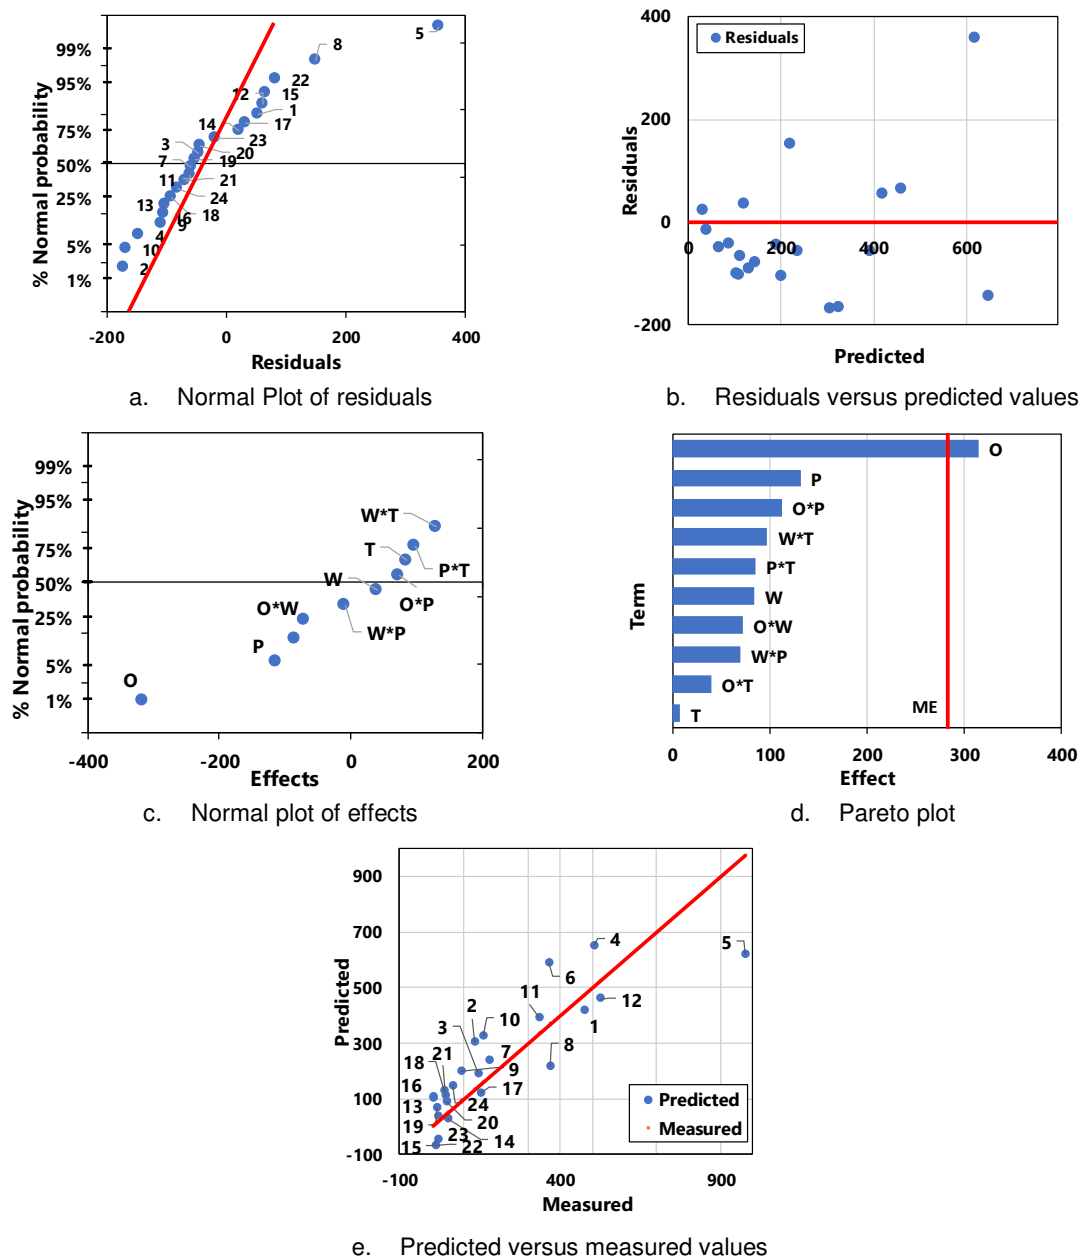 % Normal probability
99%
95%
75%
50%
25%
5%
1%
5
8
22
12
15
1
14
17
23
3
20
7
19
11
21
24
13
16
18
9
4
10
2
-200
0
200
400
Residuals
a. Normal Plot of residuals
Residuals
400
200
0
-200
Residuals
0
200
400
600
Predicted
b. Residuals versus predicted values
% Normal probability
99%
95%
75%
50%
25%
5%
1%
W*T
T
P*T
W
O*P
O*W
W*P
P
O
-400
-200
0
200
Effects
c. Normal plot of effects
Term
O
P
O*P
W*T
P*T
W
O*W
W*P
O*T
T
ME
0
100
200
300
400
Effect
d. Pareto plot
Predicted
900
700
500
300
100
-100
4
5
6
11
12
2
10
1
3
8
21
7
18
9
16
17
13
24
20
19
23
14
15
22
Predicted
Measured
-100
400
900
Measured
e. Predicted versus measured values